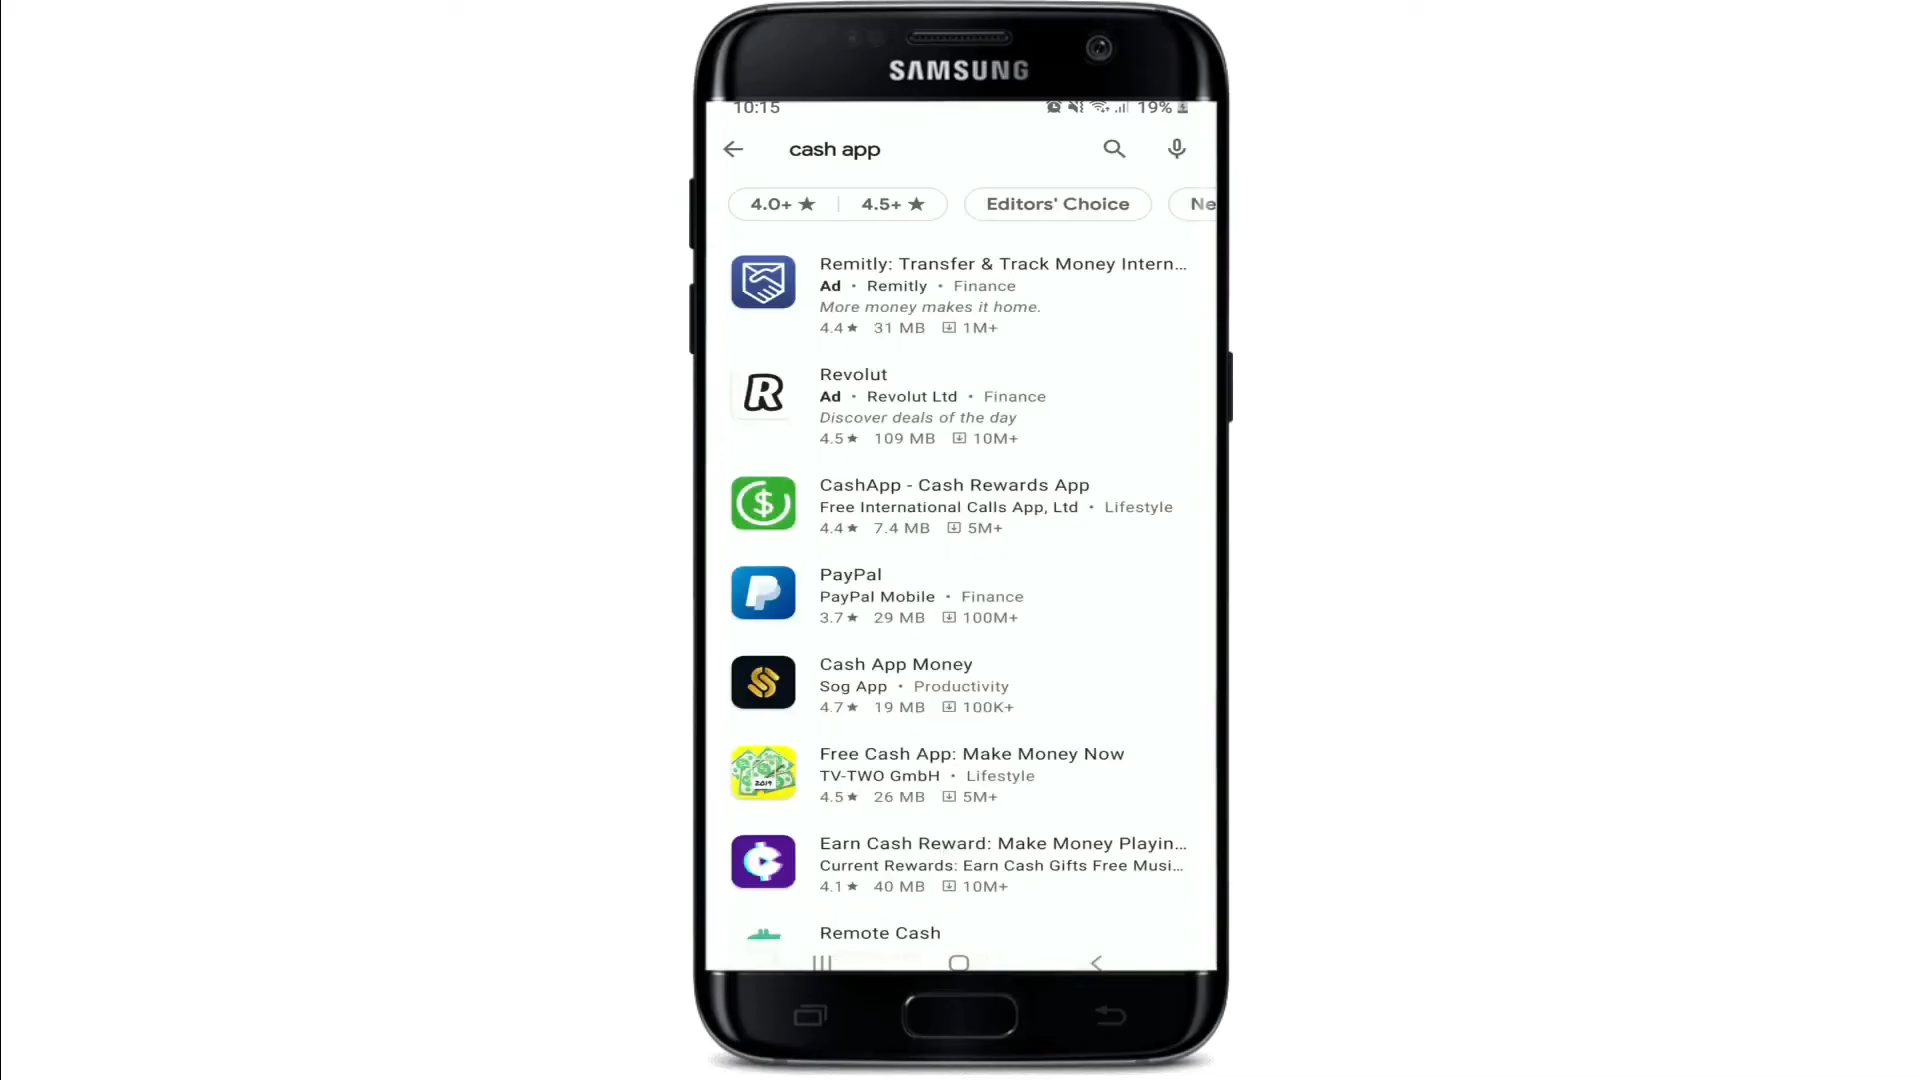 SAMSUNG
10:15
19%
cash app
4.0+ ★ | 4.5+ ★
Editors' Choice
Ne
Remitly: Transfer & Track Money Intern...
Ad • Remitly • Finance
More money makes it home.
4.4★ 31 MB 1M+
R
Revolut
Ad • Revolut Ltd • Finance
Discover deals of the day
4.5★ 109 MB 10M+
$
CashApp - Cash Rewards App
Free International Calls App, Ltd • Lifestyle
4.4★ 7.4 MB 5M+
PayPal
PayPal Mobile • Finance
3.7★ 29 MB 100M+
Cash App Money
Sog App • Productivity
4.7★ 19 MB 100K+
Free Cash App: Make Money Now
TV-TWO GmbH • Lifestyle
2019
4.5★ 26 MB 5M+
Earn Cash Reward: Make Money Playin...
Current Rewards: Earn Cash Gifts Free Musi...
4.1★ 40 MB 10M+
Remote Cash